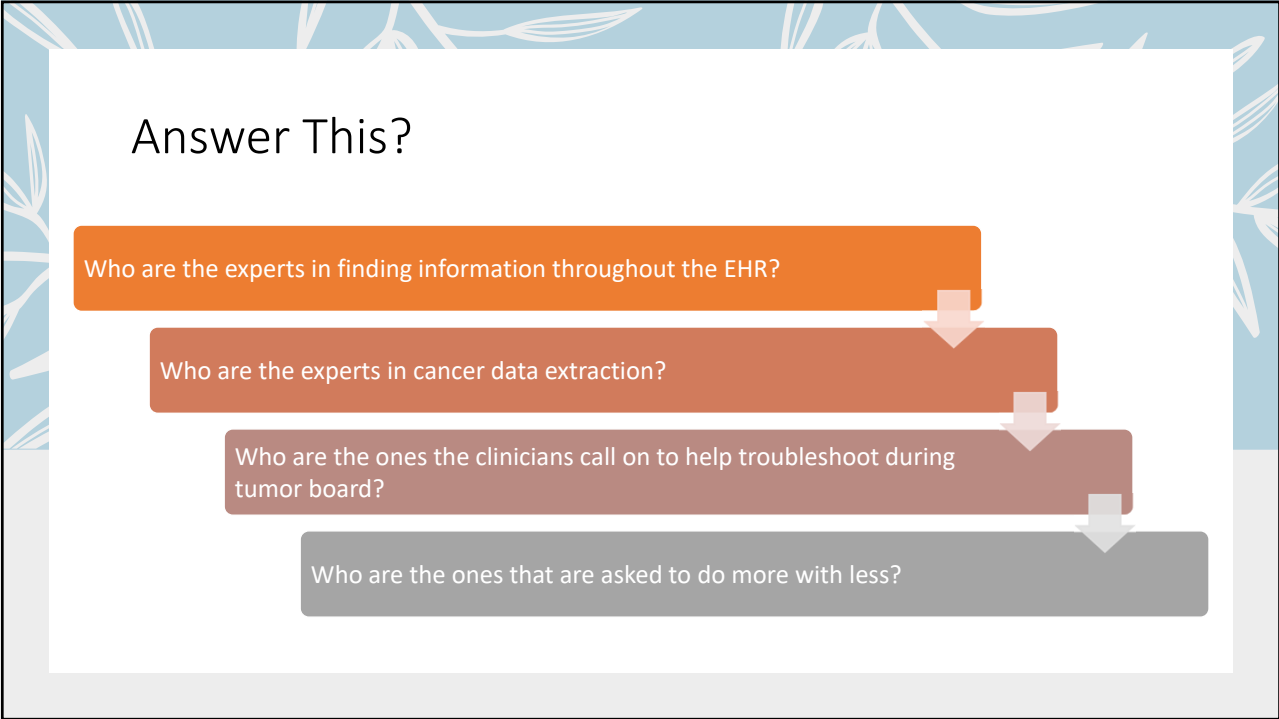 Answer This?
Who are the experts in finding information throughout the EHR?
Who are the experts in cancer data extraction?
Who are the ones the clinicians call on to help troubleshoot during
tumor board?
Who are the ones that are asked to do more with less?